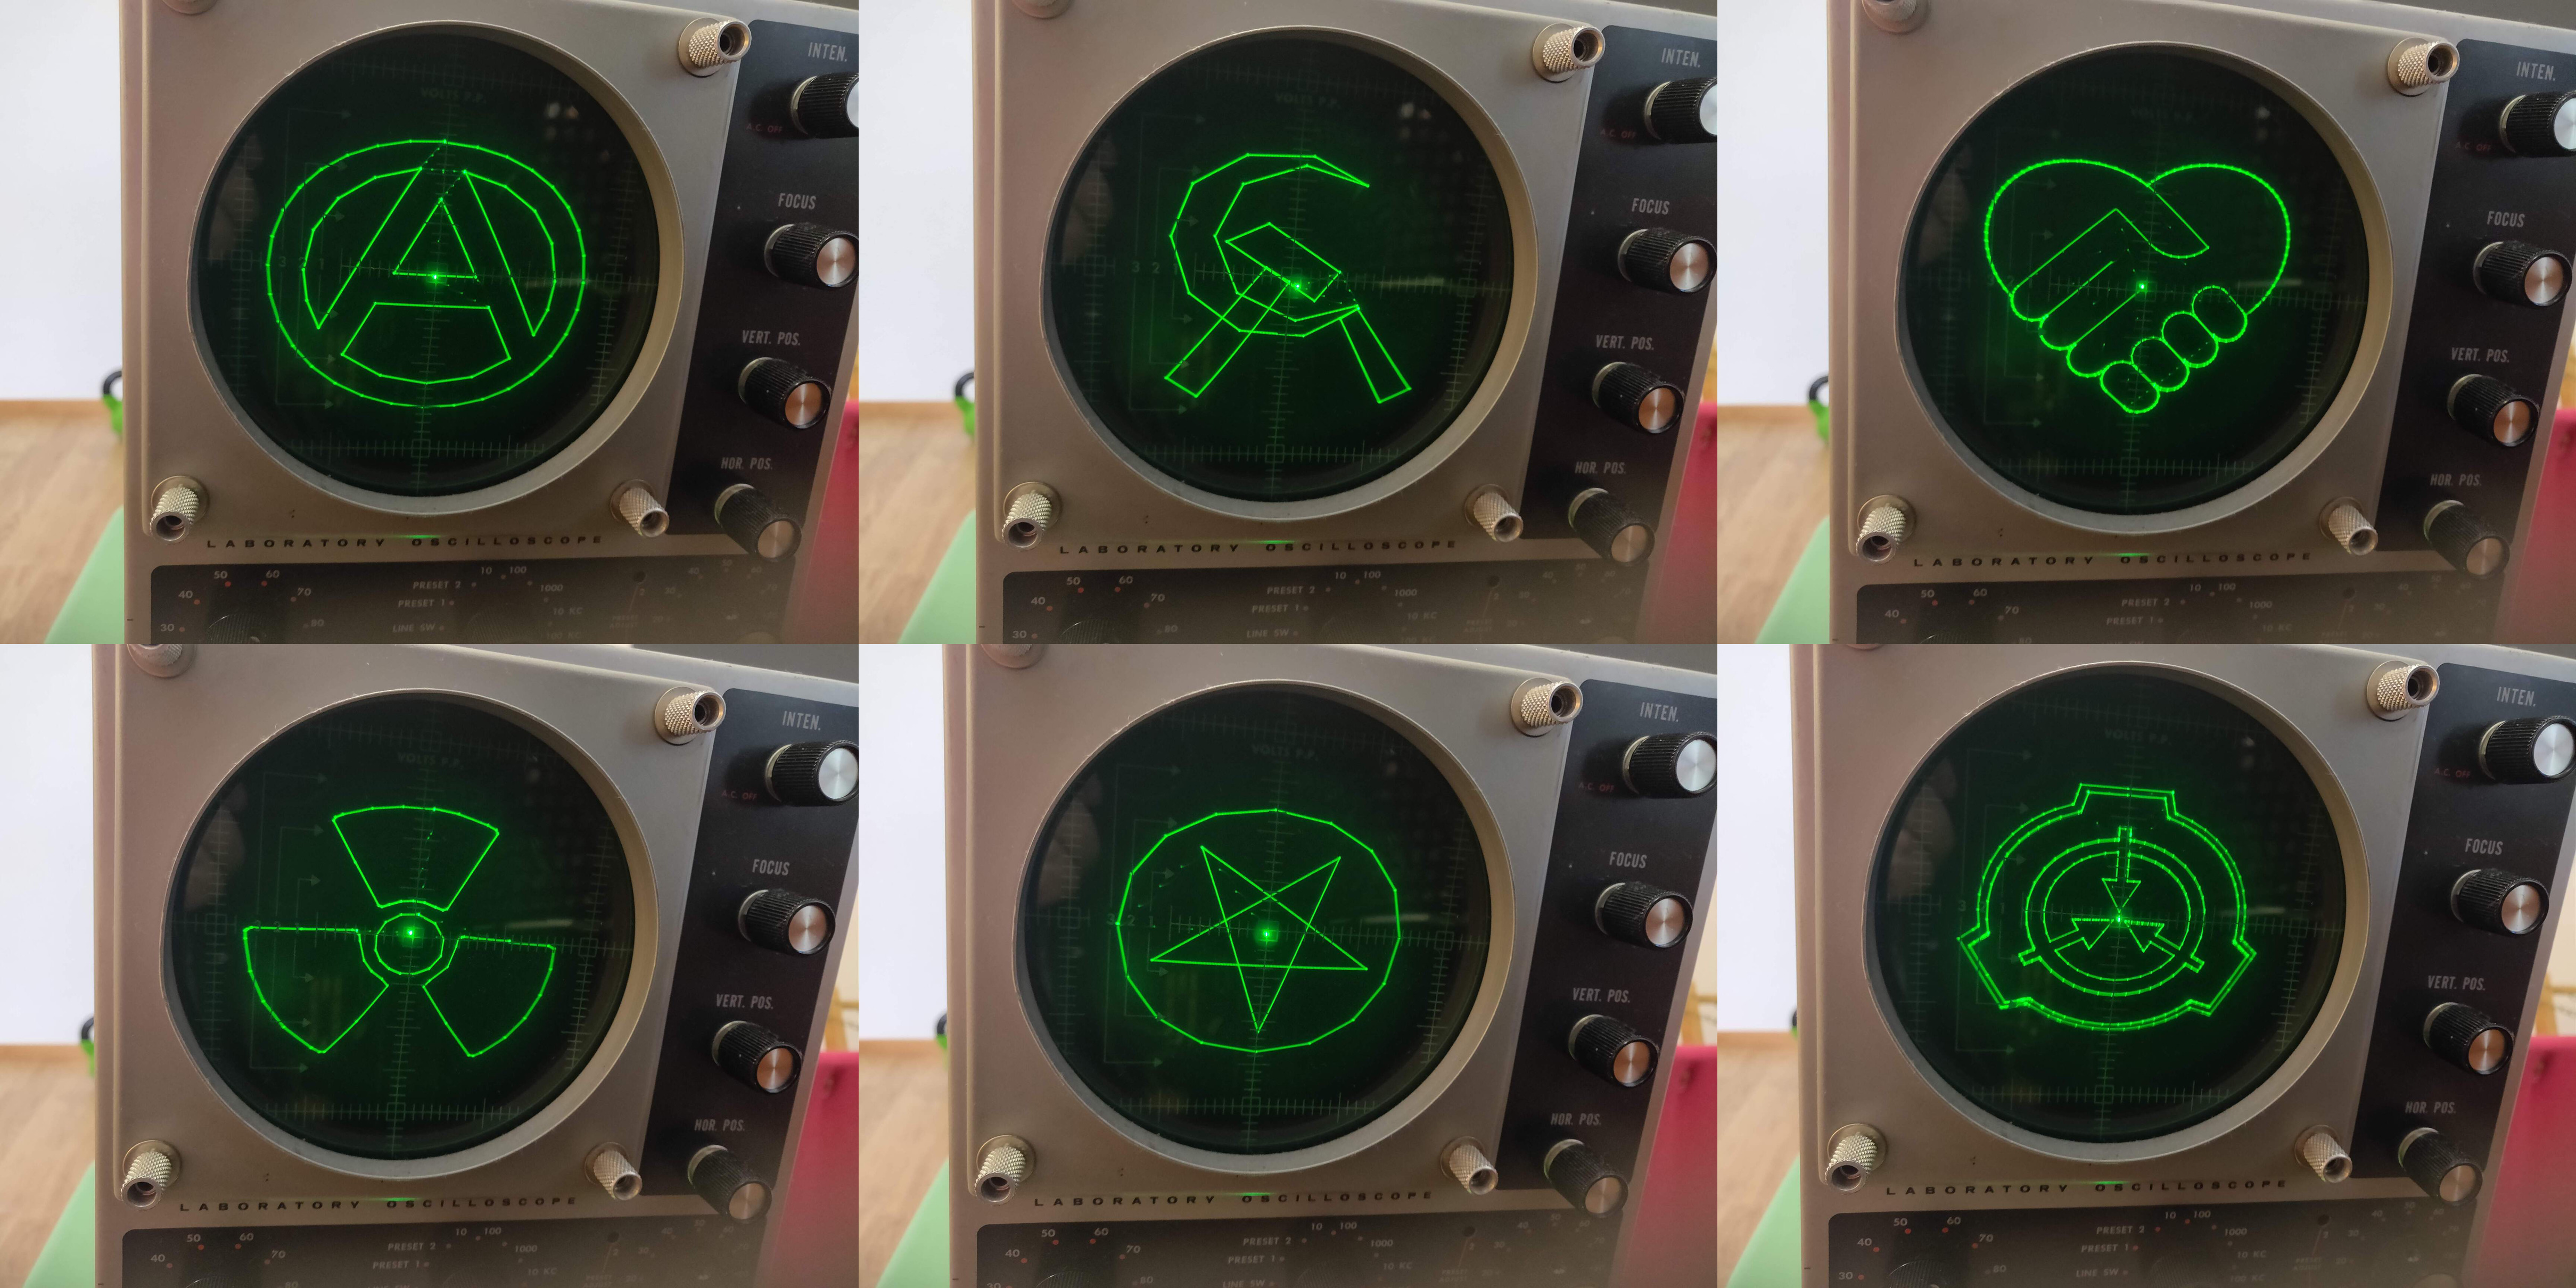 VOLTS P.P.
INTEN.
A.C. OFF
FOCUS
3 2 1
VERT. POS.
HOR. POS.
LABORATORY OSCILLOSCOPE
50 60
40 70
30 80
PRESET 2
PRESET 1
LINE SW
10 100
1000
10 KC
100 KC
VOLTS P.P.
INTEN.
A.C. OFF
FOCUS
3 2 1
VERT. POS.
HOR. POS.
LABORATORY OSCILLOSCOPE
50 60
40 70
30 80
PRESET 2
PRESET 1
LINE SW
10 100
1000
10 KC
INTEN.
A.C. OFF
FOCUS
VERT. POS.
HOR. POS.
LABORATORY OSCILLOSCOPE
50 60
40 70
80
PRESET 2
PRESET 1
LINE SW
10 100
1000
10 KC
VOLTS P.P.
INTEN.
A.C. OFF
FOCUS
VERT. POS.
HOR. POS.
LABORATORY OSCILLOSCOPE
50 60
40 70
80
PRESET 2
PRESET 1
LINE SW
10 100
1000
10 KC
VOLTS P.P.
INTEN.
A.C. OFF
FOCUS
3 2 1
VERT. POS.
HOR. POS.
LABORATORY OSCILLOSCOPE
50 60
40 70
30 80
PRESET 2
PRESET 1
LINE SW
10 100
1000
10 KC
VOLTS P.P.
INTEN.
A.C. OFF
FOCUS
VERT. POS.
HOR. POS.
LABORATORY OSCILLOSCOPE
50 60
40 70
30 80
PRESET 2
PRESET 1
LINE SW
10 100
1000
10 KC